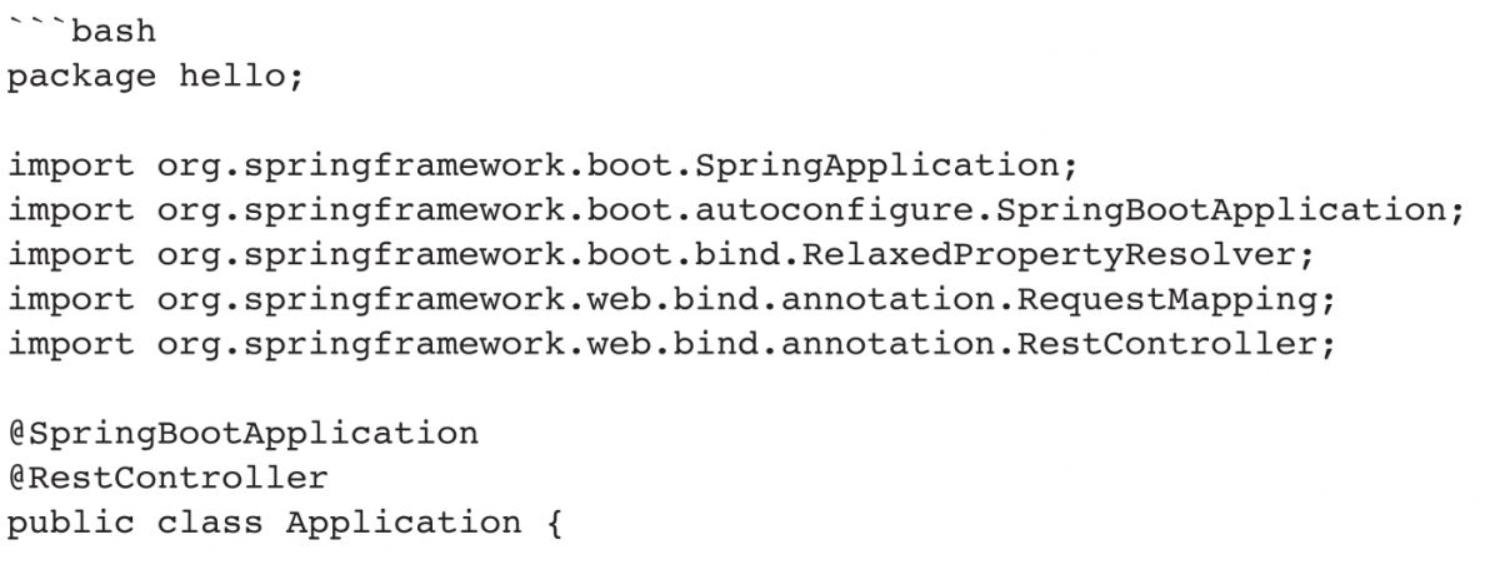 ```bash
package hello;

import org.springframework.boot.SpringApplication;
import org.springframework.boot.autoconfigure.SpringBootApplication;
import org.springframework.boot.bind.RelaxedPropertyResolver;
import org.springframework.web.bind.annotation.RequestMapping;
import org.springframework.web.bind.annotation.RestController;

@SpringBootApplication
@RestController
public class Application {